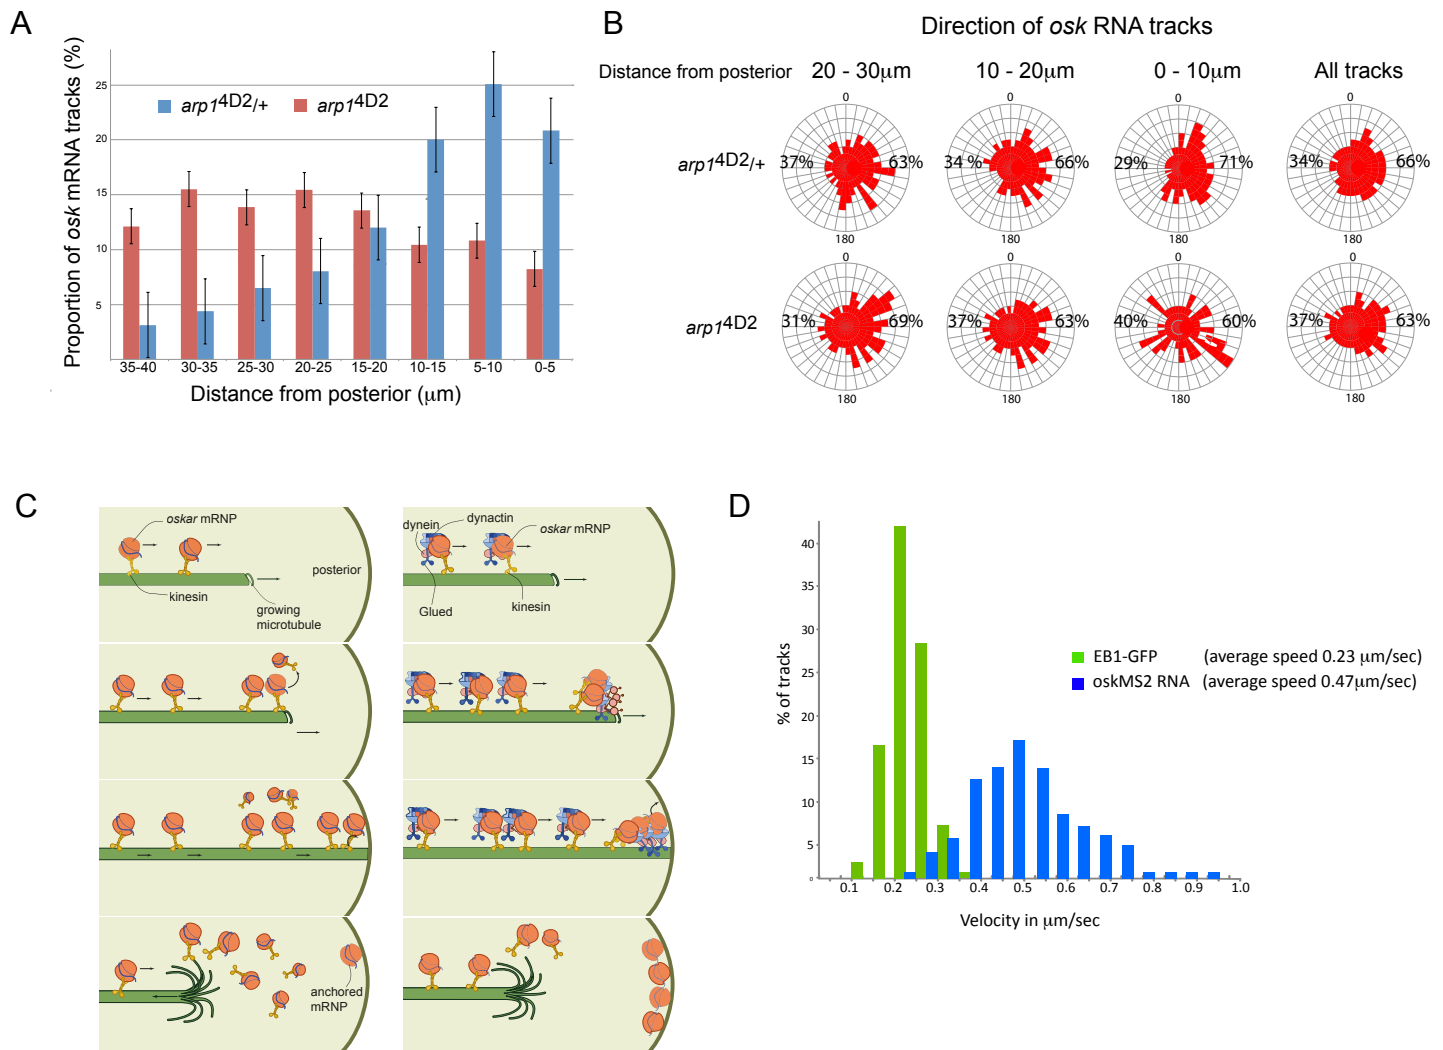 A
Proportion of osk mRNA tracks (%)
25
20
15
10
5
arp14D2/+
arp14D2
35-40
30-35
25-30
20-25
15-20
10-15
5-10
0-5
Distance from posterior (μm)
B
Direction of osk RNA tracks
Distance from posterior
20 - 30μm
10 - 20μm
0 - 10μm
All tracks
0
0
0
0
arp14D2/+
37%
63%
34 %
66%
29%
71%
34%
66%
180
180
180
180
0
0
0
0
arp14D2
31%
69%
37%
63%
40%
60%
37%
63%
180
180
180
180
C
oskar mRNP
posterior
kinesin
growing
microtubule
anchored
mRNP
dynein
dynactin
oskar mRNP
Glued
kinesin
D
% of tracks
40
35
30
25
20
15
10
5
0
EB1-GFP (average speed 0.23 μm/sec)
oskMS2 RNA (average speed 0.47μm/sec)
0.1
0.2
0.3
0.4
0.5
0.6
0.7
0.8
0.9
1.0
Velocity in μm/sec